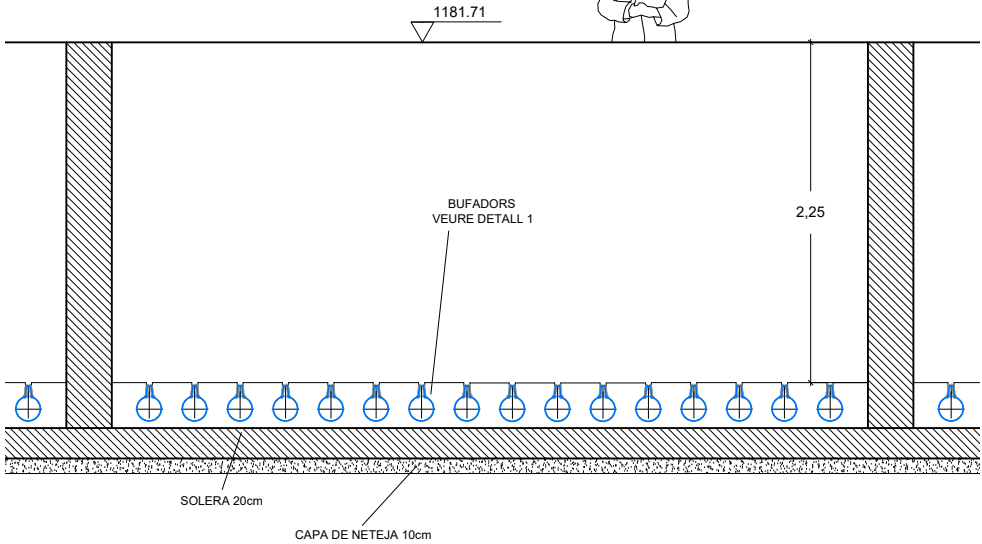 1181.71
BUFADORS
VEURE DETALL 1
2,25
SOLERA 20cm
CAPA DE NETEJA 10cm